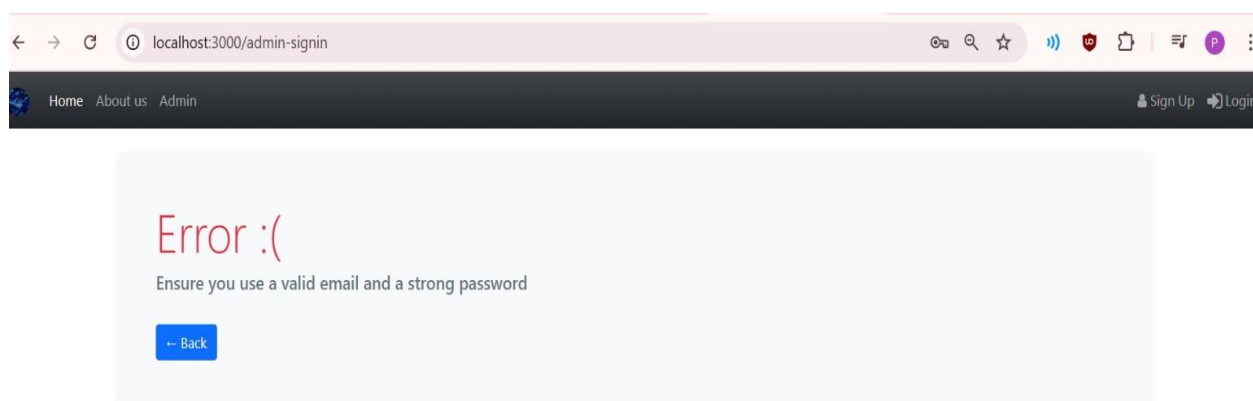 localhost:3000/admin-signin
P
Home About us Admin Sign Up Login
Error :(
Ensure you use a valid email and a strong password
← Back